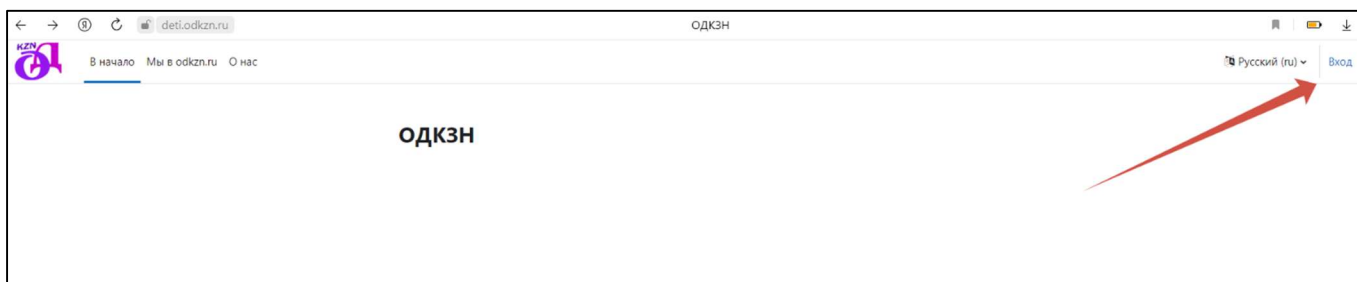 deti.odkzn.ru ОДКЗН
KZN
В начало Мы в odkzn.ru О нас Русский (ru) Вход
ОДКЗН